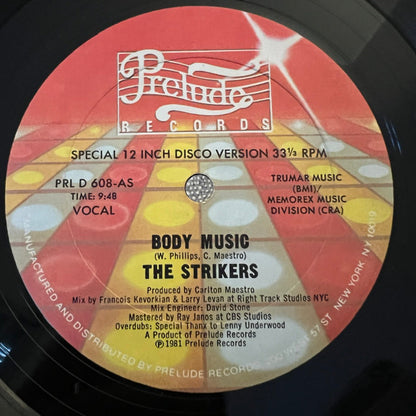 Prelude
RECORDS
SPECIAL 12 INCH DISCO VERSION 33⅓ RPM
PRL D 608-AS
TIME: 9:48
VOCAL
TRUMAR MUSIC
(BMI)/
MEMOREX MUSIC
DIVISION (CRA)
BODY MUSIC
(W. Phillips, C. Maestro)
THE STRIKERS
Produced by Carlton Maestro
Mix by Francois Kevorkian & Larry Levan at Right Track Studios NYC
Mix Engineer: David Stone
Mastered by Ray Janos at CBS Studios
Overdubs: Special Thanx to Lenny Underwood
A Product of Prelude Records
Ⓟ 1981 Prelude Records
MANUFACTURED AND DISTRIBUTED BY PRELUDE RECORDS, 57 ST. NEW YORK, NY 10019